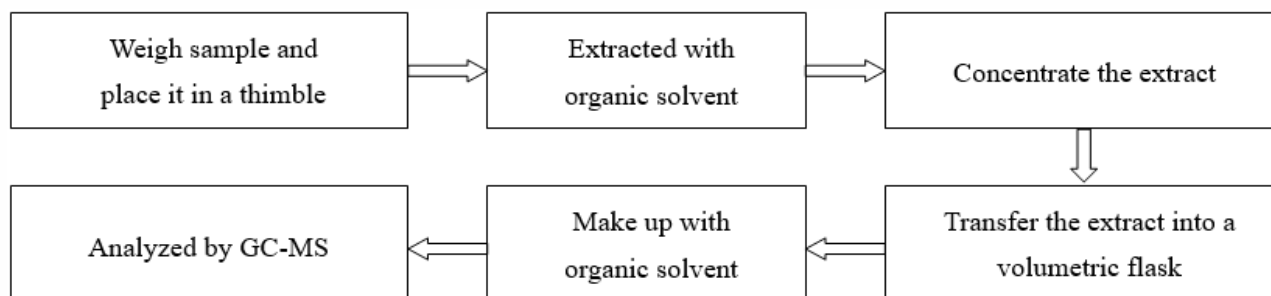 Weigh sample and
place it in a thimble
Extracted with
organic solvent
Concentrate the extract
Transfer the extract into a
volumetric flask
Make up with
organic solvent
Analyzed by GC-MS